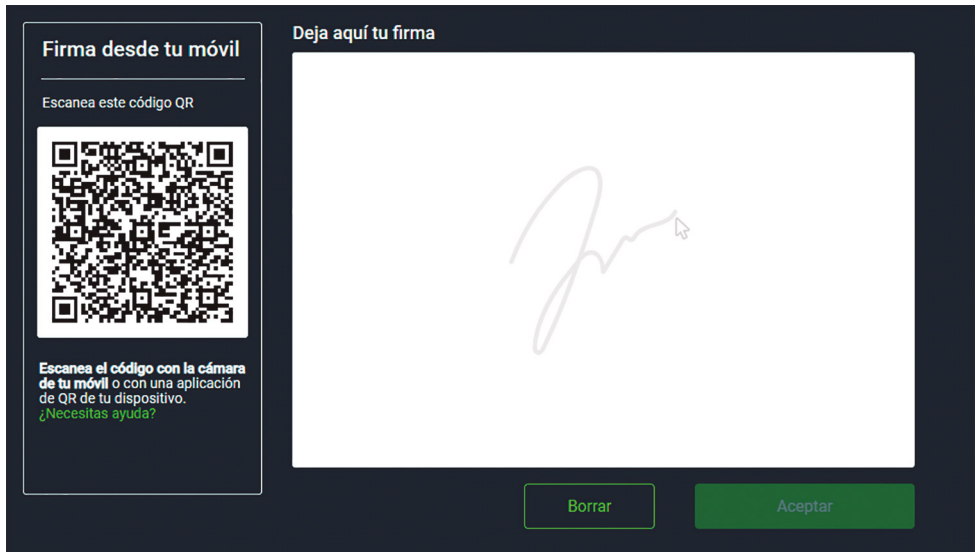 Firma desde tu móvil
Escanea este código QR
Escanea el código con la cámara
de tu móvil o con una aplicación
de QR de tu dispositivo.
¿Necesitas ayuda?
Deja aquí tu firma
Borrar
Aceptar